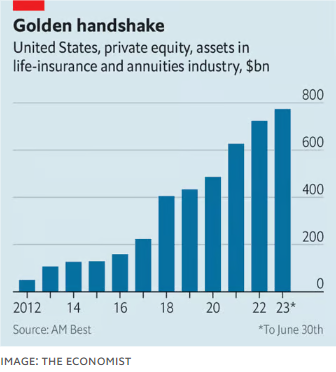 Golden handshake
United States, private equity, assets in
life-insurance and annuities industry, $bn
800
600
400
200
0
2012 14 16 18 20 22 23*
Source: AM Best *To June 30th
IMAGE: THE ECONOMIST